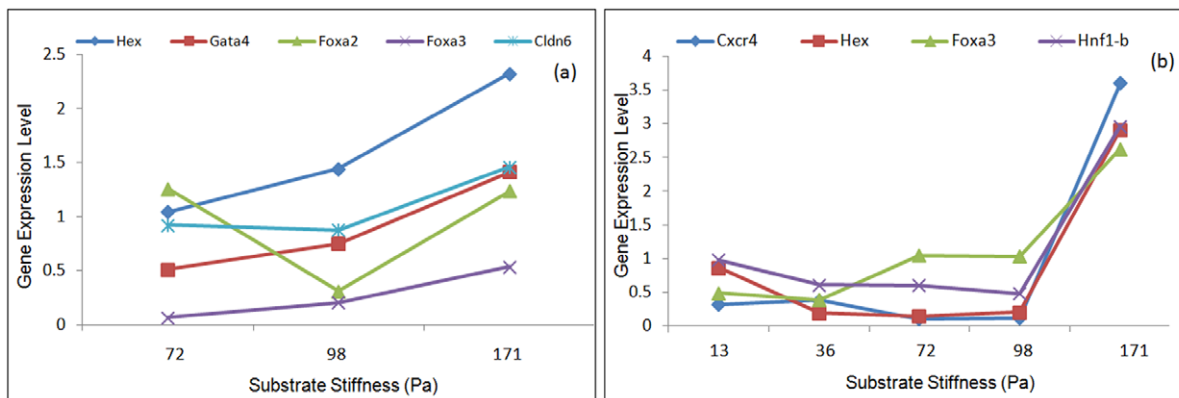 Hex Gata4 Foxa2 Foxa3 Cldn6
(a)
Gene Expression Level
2.5
2
1.5
1
0.5
0
72 98 171
Substrate Stiffness (Pa)
Cxcr4 Hex Foxa3 Hnf1-b
(b)
Gene Expression Level
4
3.5
3
2.5
2
1.5
1
0.5
0
13 36 72 98 171
Substrate Stiffness (Pa)